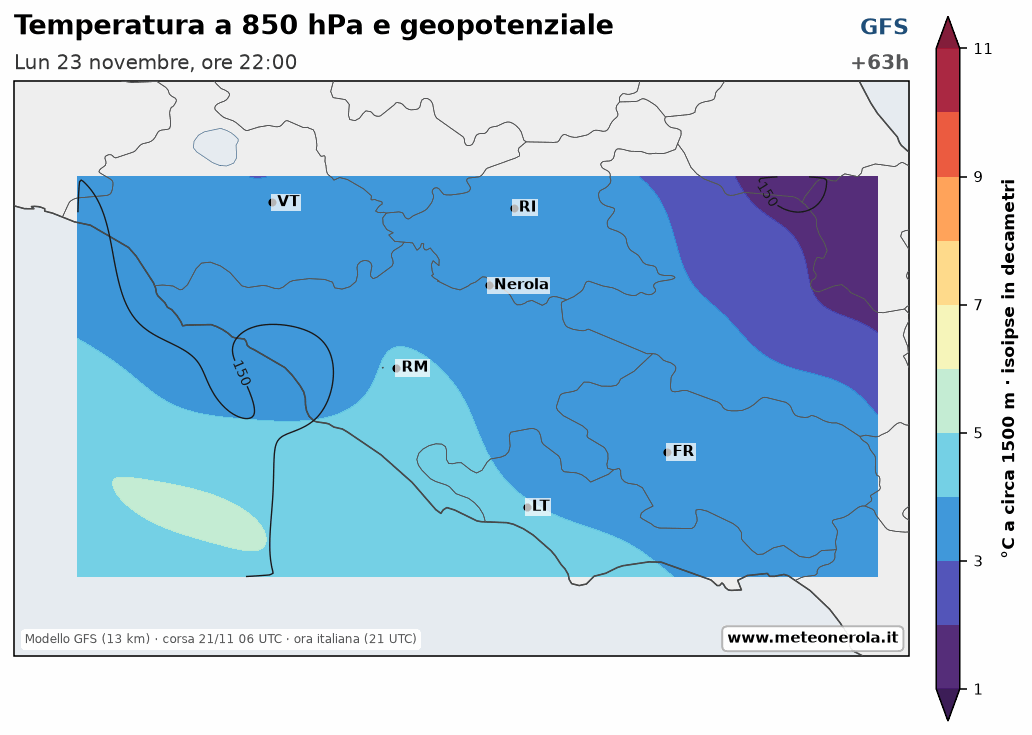 Temperatura a 850 hPa e geopotenziale
GFS
Lun 23 novembre, ore 22:00
+63h
11
9
7
5
3
1
°C a circa 1500 m · isoipse in decametri
150
VT
RI
Nerola
150
RM
FR
LT
Modello GFS (13 km) · corsa 21/11 06 UTC · ora italiana (21 UTC)
www.meteonerola.it